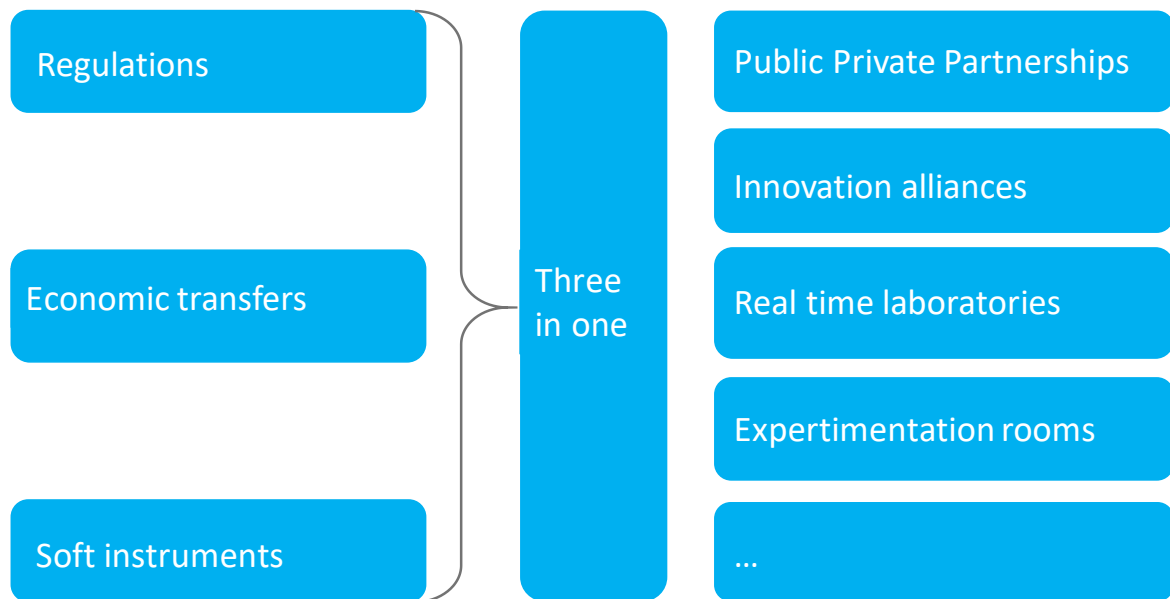 Regulations
Economic transfers
Soft instruments
Three
in one
Public Private Partnerships
Innovation alliances
Real time laboratories
Expertimentation rooms
...